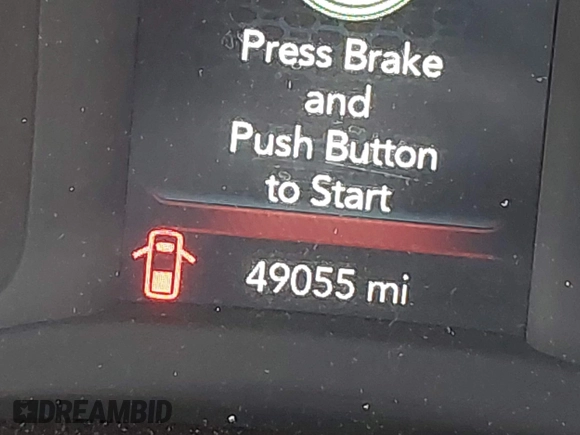 Press Brake
and
Push Button
to Start
49055 mi
DREAMBID